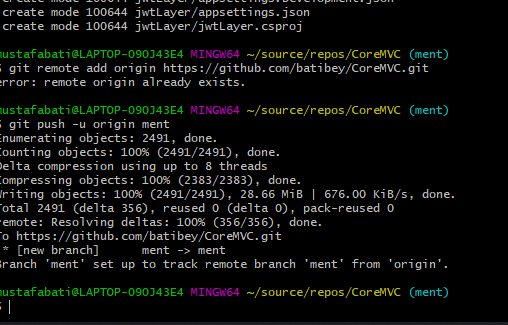 create mode 100644 jwtLayer/appsettings.Development.json
create mode 100644 jwtLayer/appsettings.json
create mode 100644 jwtLayer/jwtLayer.csproj
mustafabati@LAPTOP-O9OJ43E4 MINGW64 ~/source/repos/CoreMVC (ment)
$ git remote add origin https://github.com/batibey/CoreMVC.git
error: remote origin already exists.
mustafabati@LAPTOP-O9OJ43E4 MINGW64 ~/source/repos/CoreMVC (ment)
$ git push -u origin ment
Enumerating objects: 2491, done.
Counting objects: 100% (2491/2491), done.
Delta compression using up to 8 threads
Compressing objects: 100% (2383/2383), done.
Writing objects: 100% (2491/2491), 28.66 MiB | 676.00 KiB/s, done.
Total 2491 (delta 356), reused 0 (delta 0), pack-reused 0
remote: Resolving deltas: 100% (356/356), done.
To https://github.com/batibey/CoreMVC.git
* [new branch] ment -> ment
Branch 'ment' set up to track remote branch 'ment' from 'origin'.
mustafabati@LAPTOP-O9OJ43E4 MINGW64 ~/source/repos/CoreMVC (ment)
$